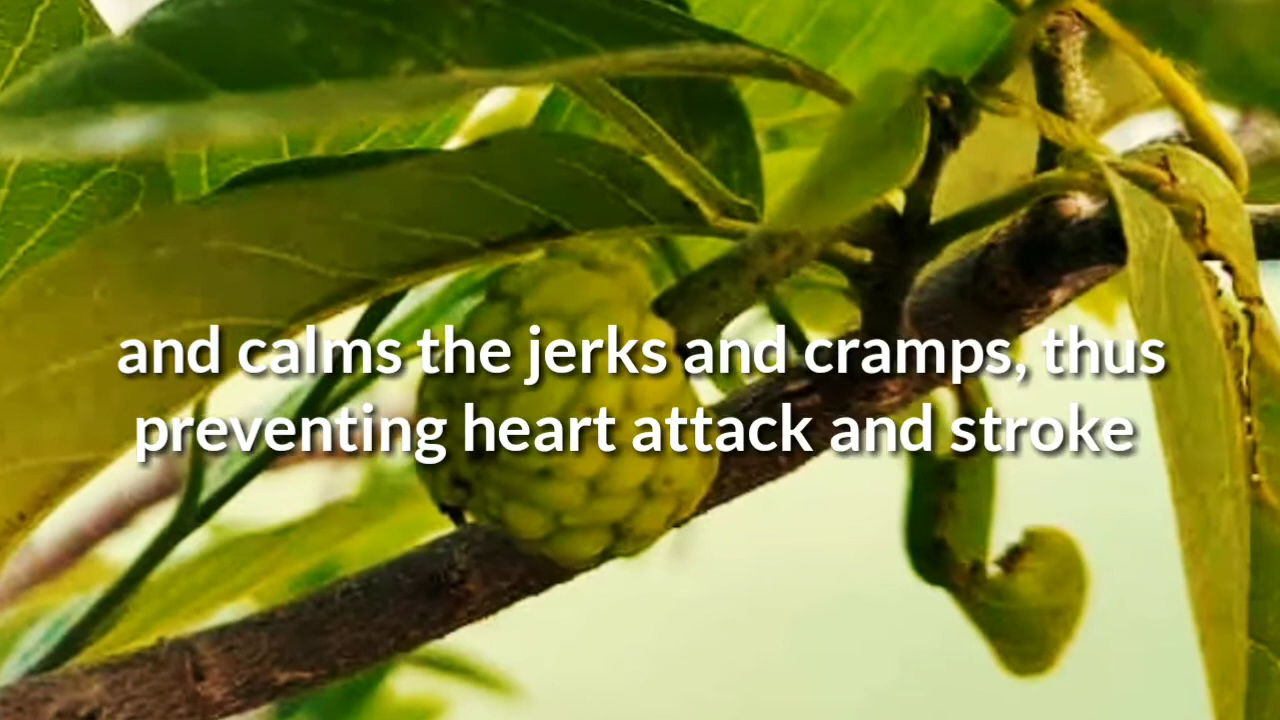 and calms the jerks and cramps, thus
preventing heart attack and stroke